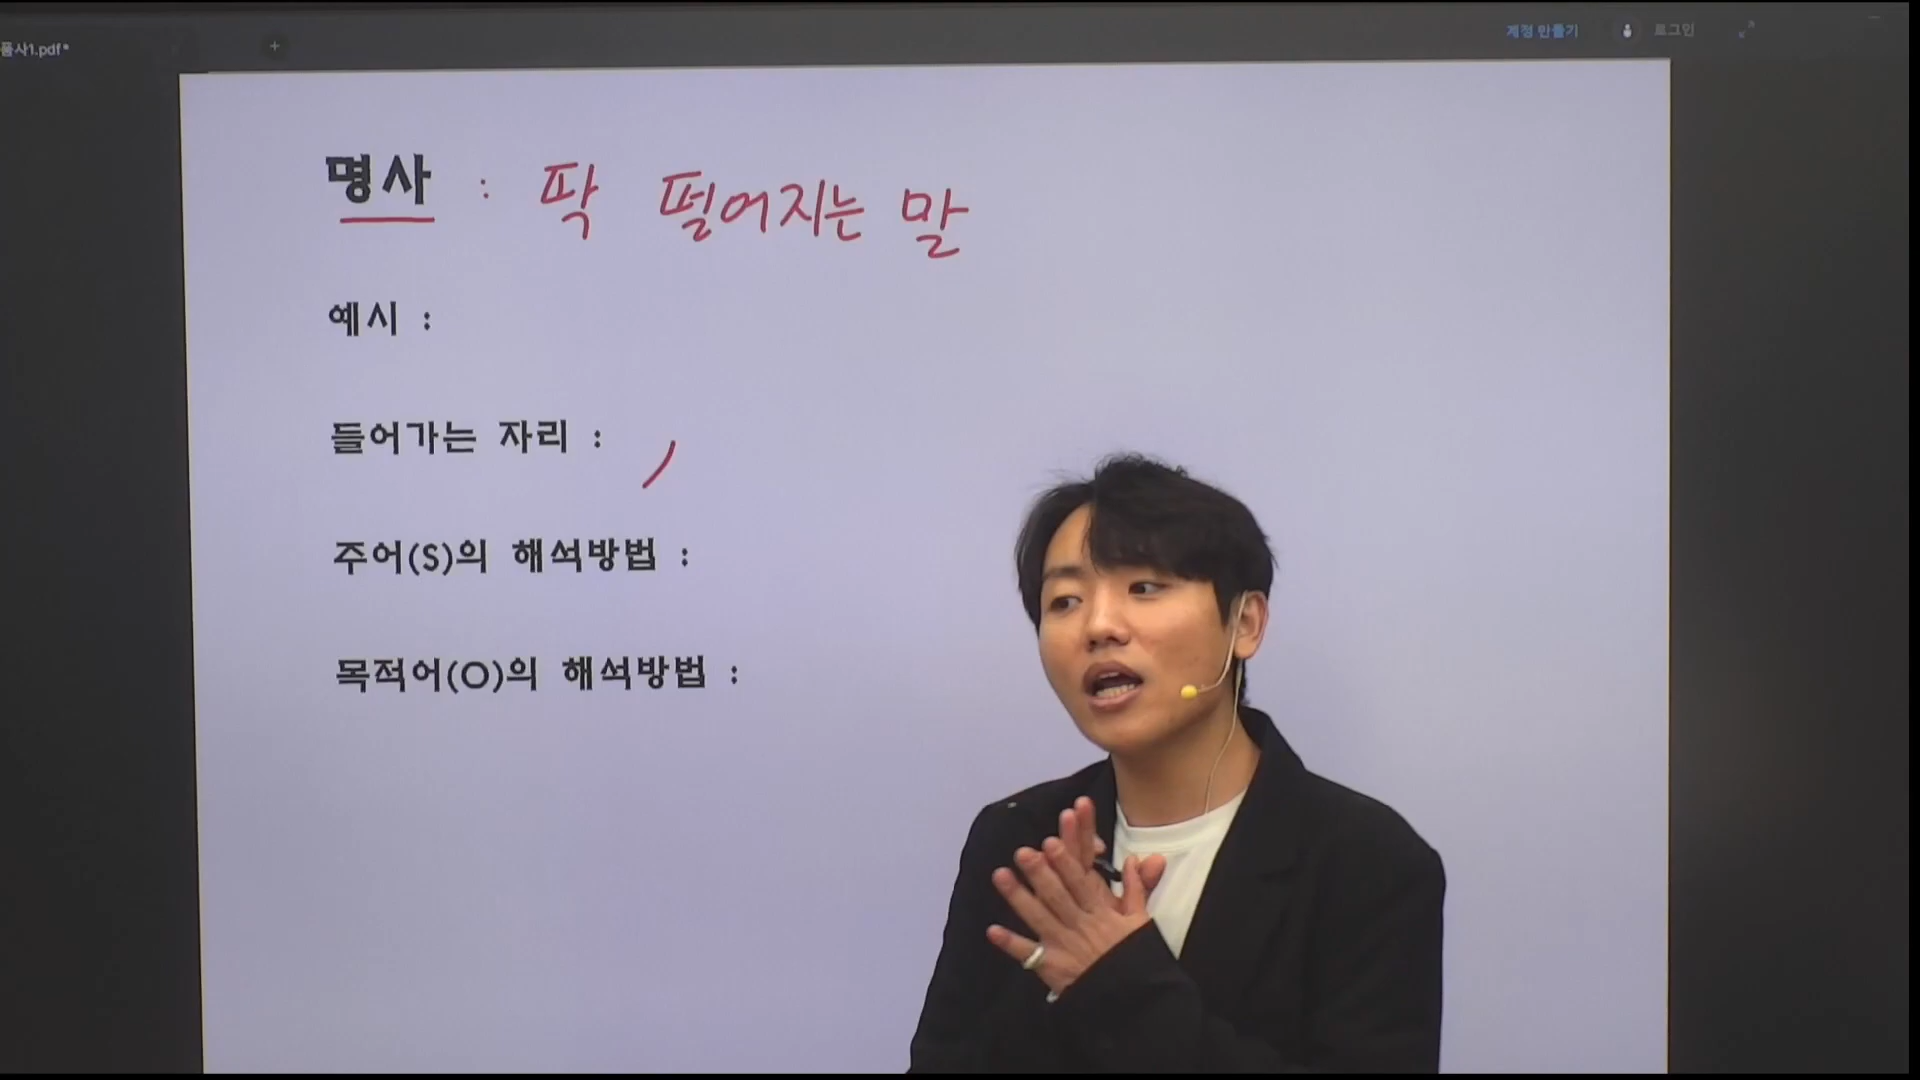 품사1.pdf*
+
계정 만들기 로그인
명사 : 팍 떨어지는 말
예시 :
들어가는 자리 :
주어(S)의 해석방법 :
목적어(O)의 해석방법 :